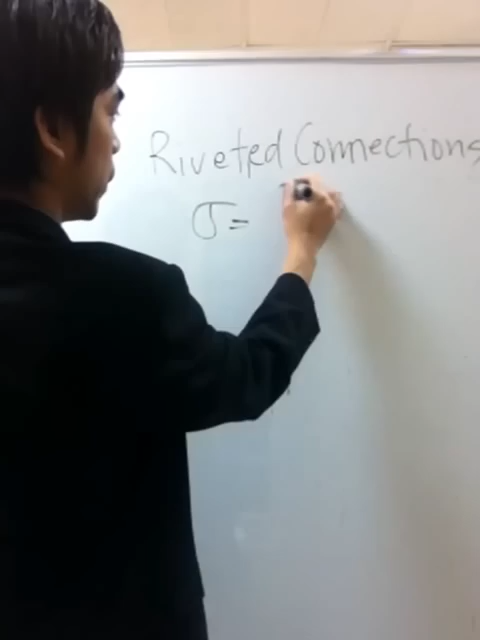 Riveted Connections
σ =